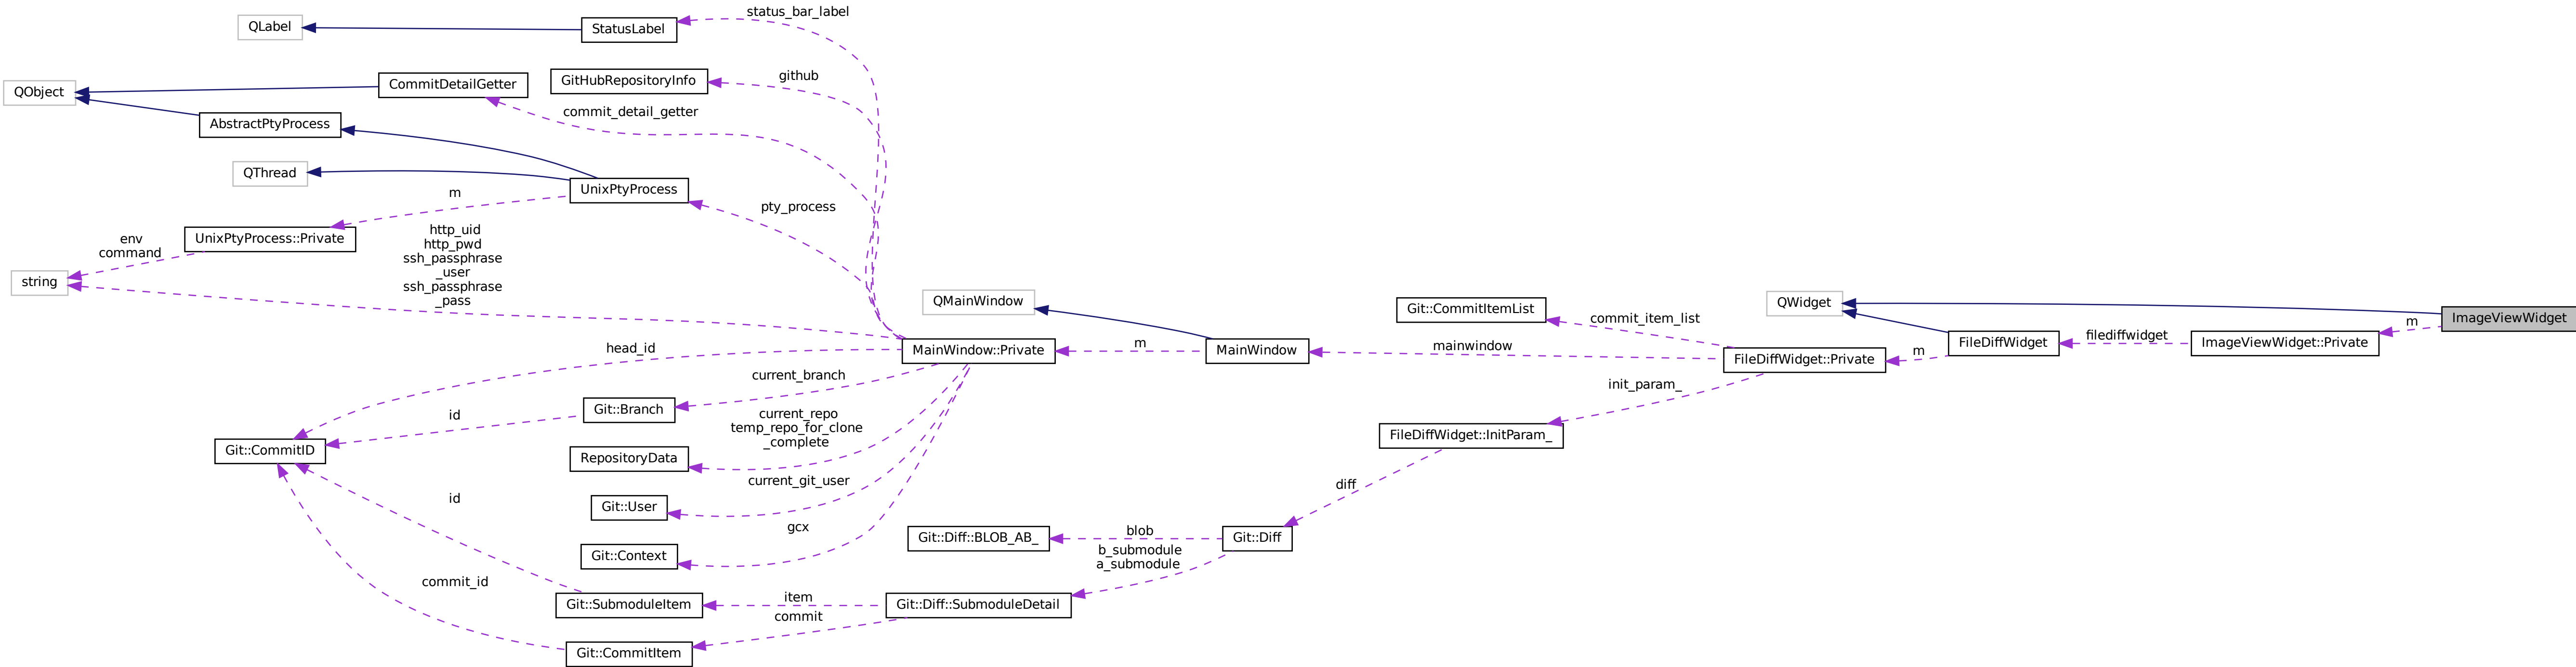 status_bar_label
QLabel
StatusLabel
github
GitHubRepositoryInfo
CommitDetailGetter
QObject
commit_detail_getter
AbstractPtyProcess
QThread
UnixPtyProcess
m
pty_process
http_uid
http_pwd
ssh_passphrase
_user
ssh_passphrase
_pass
env
command
UnixPtyProcess::Private
string
QMainWindow
Git::CommitItemList
commit_item_list
QWidget
ImageViewWidget
m
head_id
MainWindow::Private
m
MainWindow
mainwindow
FileDiffWidget::Private
m
FileDiffWidget
filediffwidget
ImageViewWidget::Private
current_branch
init_param_
Git::Branch
id
current_repo
temp_repo_for_clone
_complete
FileDiffWidget::InitParam_
Git::CommitID
RepositoryData
current_git_user
diff
id
Git::User
gcx
Git::Diff::BLOB_AB_
blob
Git::Diff
Git::Context
b_submodule
a_submodule
commit_id
Git::SubmoduleItem
item
Git::Diff::SubmoduleDetail
commit
Git::CommitItem